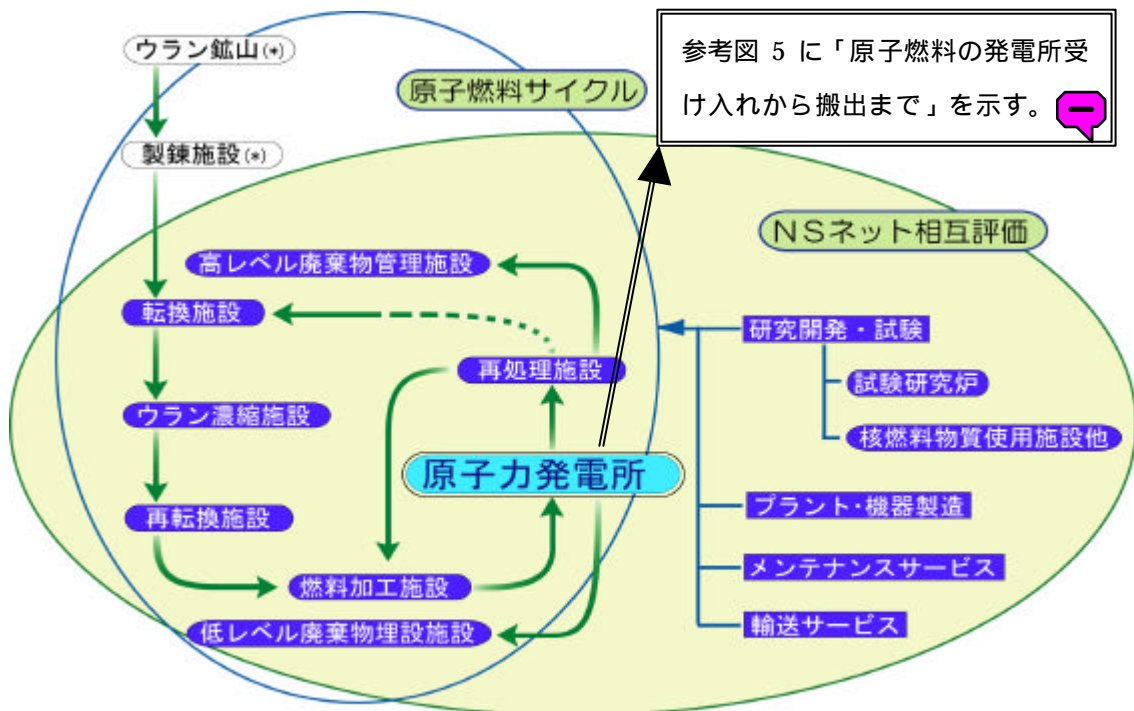 ウラン鉱山(*)
原子燃料サイクル
参考図 5 に「原子燃料の発電所受
け入れから搬出まで」を示す。
製錬施設(*)
NSネット相互評価
高レベル廃棄物管理施設
転換施設
研究開発・試験
再処理施設
試験研究炉
ウラン濃縮施設
核燃料物質使用施設他
原子力発電所
再転換施設
プラント・機器製造
燃料加工施設
メンテナンスサービス
低レベル廃棄物埋設施設
輸送サービス